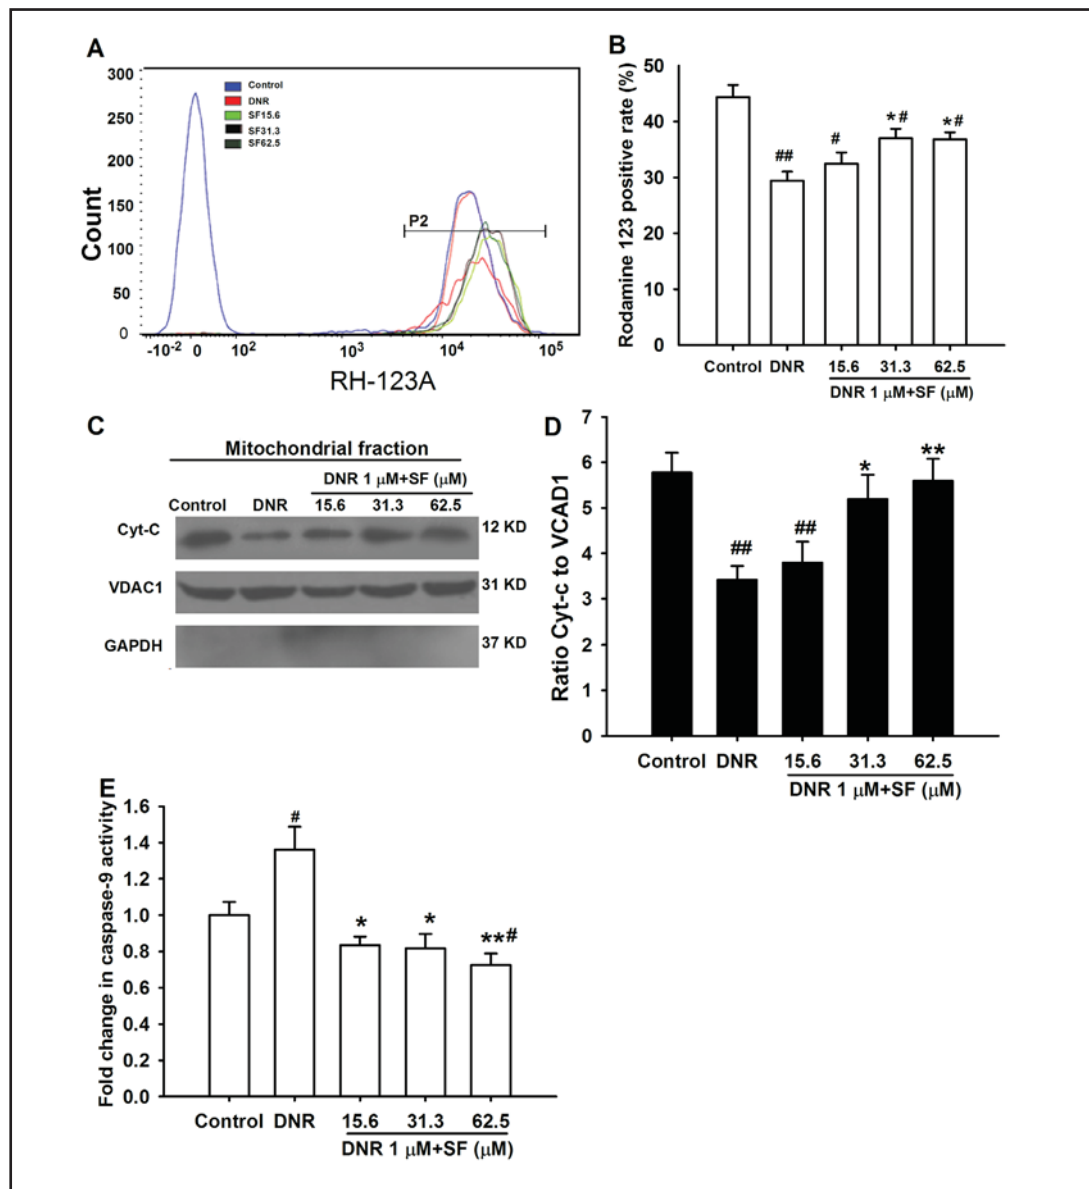 A
300
250
200
150
100
50
0
Count
Control
DNR
SF15.6
SF31.3
SF62.5
P2
-10-2 0 10² 10³ 10⁴ 10⁵
RH-123A
B
50
40
30
20
10
0
Rodamine 123 positive rate (%)
##
#
*#
*#
Control DNR 15.6 31.3 62.5
DNR 1 µM+SF (µM)
C
Mitochondrial fraction
DNR 1 µM+SF (µM)
Control DNR 15.6 31.3 62.5
Cyt-C 12 KD
VDAC1 31 KD
GAPDH 37 KD
D
7
6
5
4
3
2
1
0
Ratio Cyt-c to VCAD1
##
##
*
**
Control DNR 15.6 31.3 62.5
DNR 1 µM+SF (µM)
E
1.6
1.4
1.2
1.0
0.8
0.6
0.4
0.2
0.0
Fold change in caspase-9 activity
#
*
*
**#
Control DNR 15.6 31.3 62.5
DNR 1 µM+SF (µM)